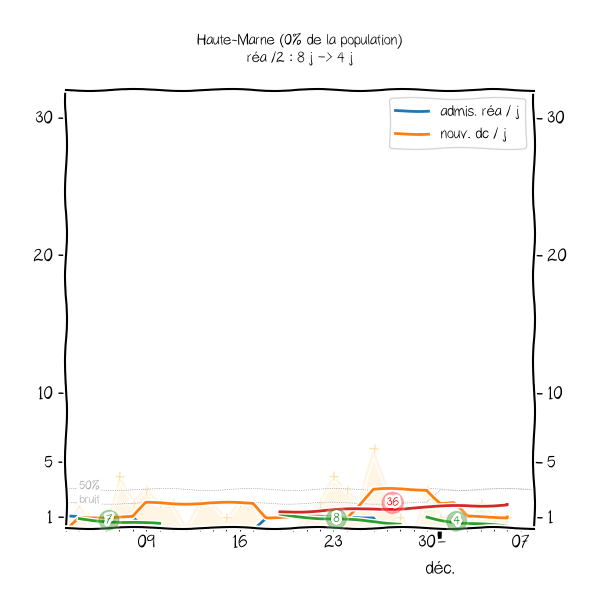 Haute-Marne (0% de la population)
réa /2 : 8 j -> 4 j
admis. réa / j
nouv. dc / j
30 30
20 20
10 10
5 5
50%
bruit
36
1 7 8 4 1
09 16 23 30 07
déc.